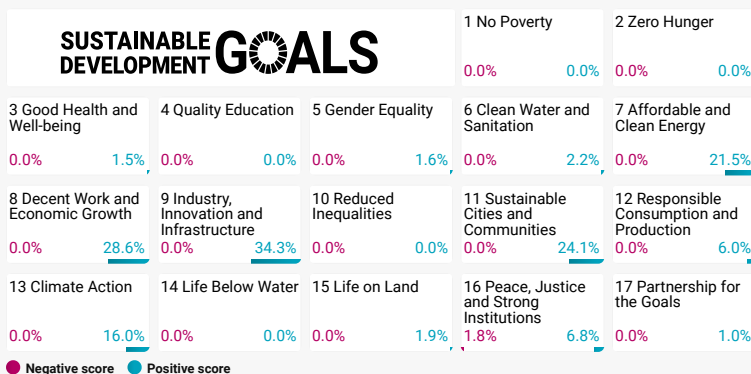 SUSTAINABLE
DEVELOPMENT
GOALS
1 No Poverty
0.0% 0.0%
2 Zero Hunger
0.0% 0.0%
3 Good Health and
Well-being
0.0% 1.5%
4 Quality Education
0.0% 0.0%
5 Gender Equality
0.0% 1.6%
6 Clean Water and
Sanitation
0.0% 2.2%
7 Affordable and
Clean Energy
0.0% 21.5%
8 Decent Work and
Economic Growth
0.0% 28.6%
9 Industry,
Innovation and
Infrastructure
0.0% 34.3%
10 Reduced
Inequalities
0.0% 0.0%
11 Sustainable
Cities and
Communities
0.0% 24.1%
12 Responsible
Consumption and
Production
0.0% 6.0%
13 Climate Action
0.0% 16.0%
14 Life Below Water
0.0% 0.0%
15 Life on Land
0.0% 1.9%
16 Peace, Justice
and Strong
Institutions
1.8% 6.8%
17 Partnership for
the Goals
0.0% 1.0%
Negative score Positive score